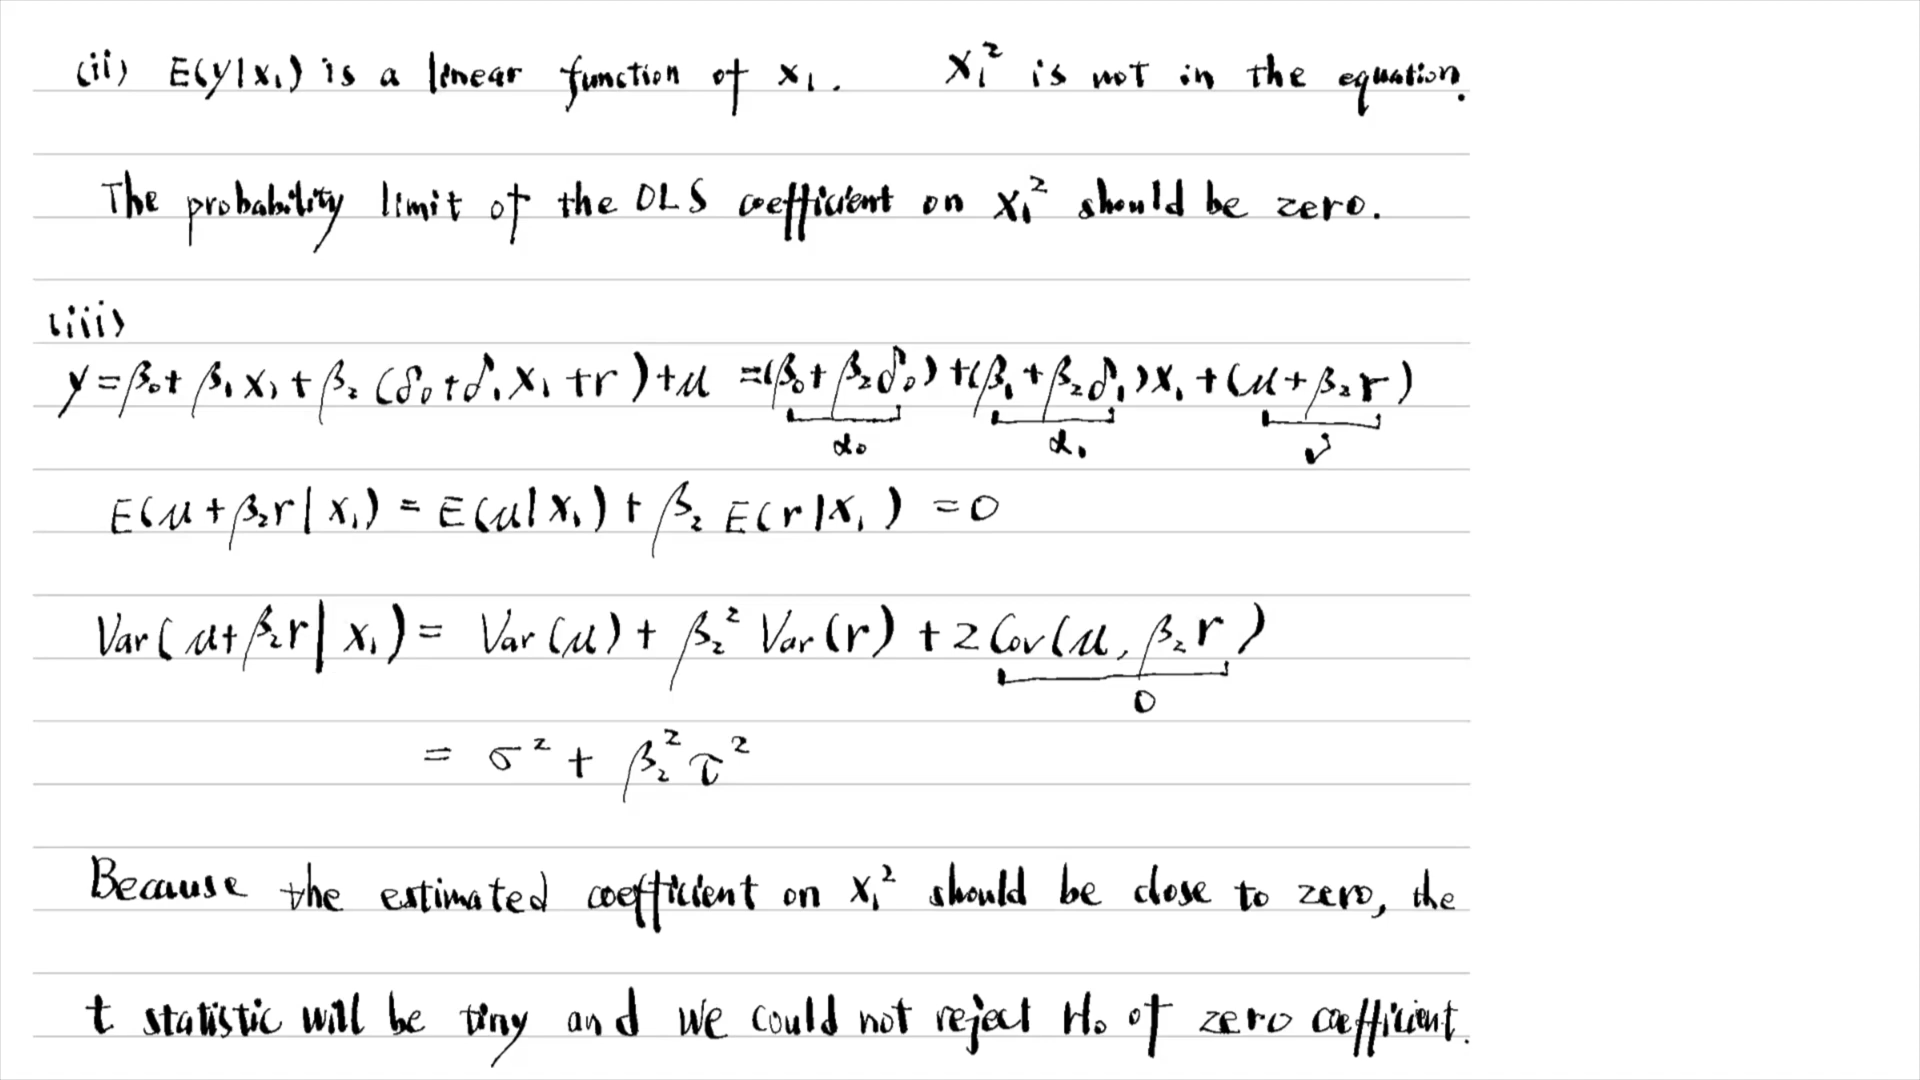 (ii) E(y|x₁) is a linear function of x₁. x₁² is not in the equation.
The probability limit of the OLS coefficient on x₁² should be zero.
(iii)
y = β₀ + β₁x₁ + β₂(δ₀ + δ₁x₁ + r) + u = (β₀ + β₂δ₀) + (β₁ + β₂δ₁)x₁ + (u + β₂r)
α₀ α₁ v
E(u + β₂r | x₁) = E(u|x₁) + β₂ E(r|x₁) = 0
Var(u + β₂r | x₁) = Var(u) + β₂² Var(r) + 2Cov(u, β₂r)
0
= σ² + β₂²τ²
Because the estimated coefficient on x₁² should be close to zero, the
t statistic will be tiny and we could not reject H₀ of zero coefficient.